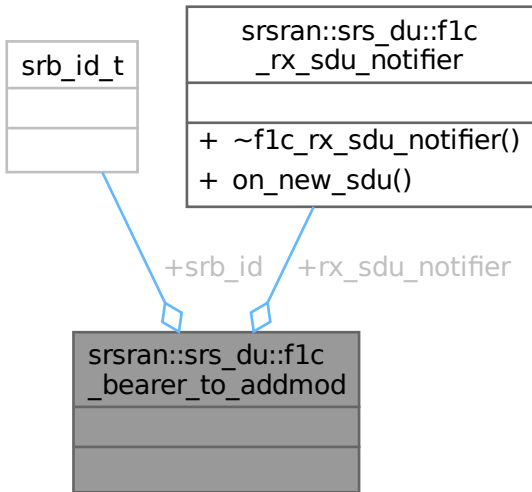 srb_id_t
srsran::srs_du::f1c
_rx_sdu_notifier
+ ~f1c_rx_sdu_notifier()
+ on_new_sdu()
+srb_id
+rx_sdu_notifier
srsran::srs_du::f1c
_bearer_to_addmod